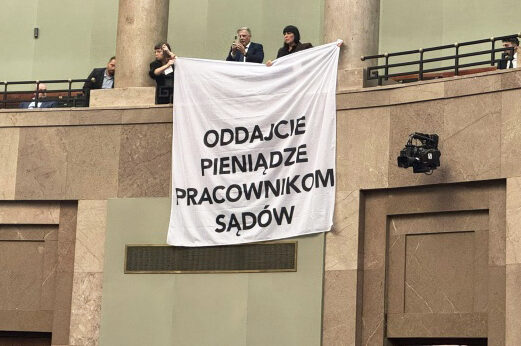 ODDAJCIE
PIENIĄDZE
PRACOWNIKOM
SĄDÓW